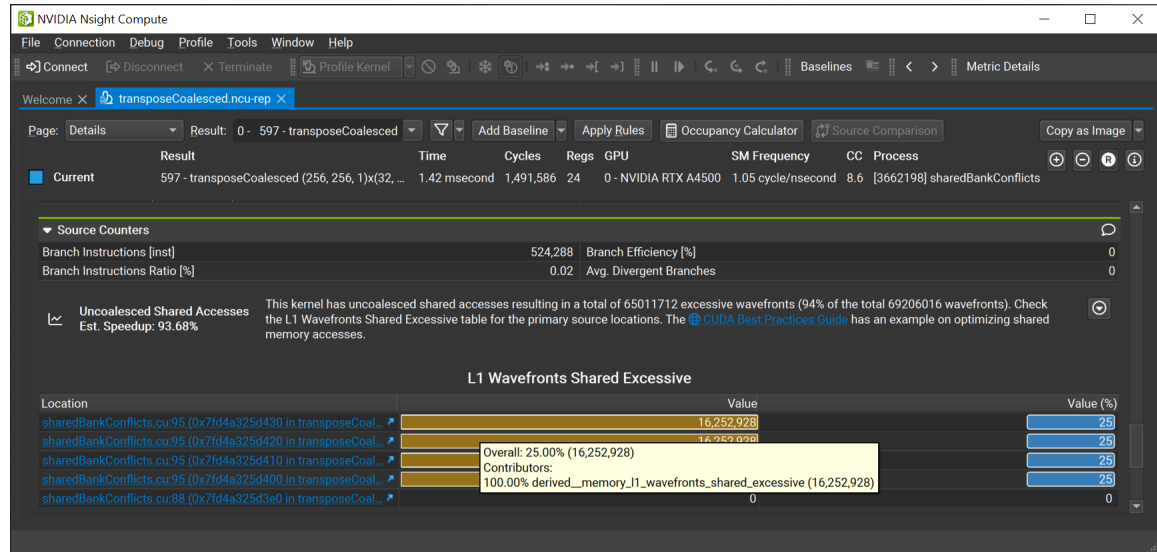 NVIDIA Nsight Compute
File Connection Debug Profile Tools Window Help
Connect Disconnect Terminate Profile Kernel Baselines Metric Details
Welcome transposeCoalesced.ncu-rep
Page: Details Result: 0 - 597 - transposeCoalesced Add Baseline Apply Rules Occupancy Calculator Source Comparison Copy as Image
Result Time Cycles Regs GPU SM Frequency CC Process
Current 597 - transposeCoalesced (256, 256, 1)x(32, ... 1.42 msecond 1,491,586 24 0 - NVIDIA RTX A4500 1.05 cycle/nsecond 8.6 [3662198] sharedBankConflicts
Source Counters
Branch Instructions [inst] 524,288 Branch Efficiency [%] 0
Branch Instructions Ratio [%] 0.02 Avg. Divergent Branches 0
Uncoalesced Shared Accesses
Est. Speedup: 93.68%
This kernel has uncoalesced shared accesses resulting in a total of 65011712 excessive wavefronts (94% of the total 69206016 wavefronts). Check
the L1 Wavefronts Shared Excessive table for the primary source locations. The CUDA Best Practices Guide has an example on optimizing shared
memory accesses.
L1 Wavefronts Shared Excessive
Location Value Value (%)
sharedBankConflicts.cu:95 (0x7fd4a325d430 in transposeCoal... 16,252,928 25
sharedBankConflicts.cu:95 (0x7fd4a325d420 in transposeCoal... 16,252,928 25
sharedBankConflicts.cu:95 (0x7fd4a325d410 in transposeCoal... 25
sharedBankConflicts.cu:95 (0x7fd4a325d400 in transposeCoal... 25
sharedBankConflicts.cu:88 (0x7fd4a325d3e0 in transposeCoal... 0 0
Overall: 25.00% (16,252,928)
Contributors:
100.00% derived__memory_l1_wavefronts_shared_excessive (16,252,928)